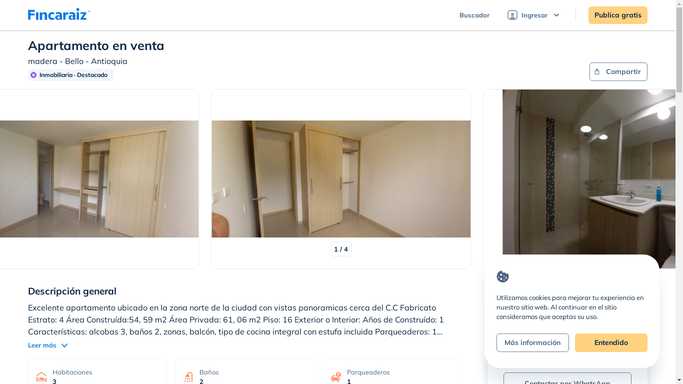 Fincaraiz
Buscador
Ingresar
Publica gratis
Apartamento en venta
madera - Bello - Antioquia
Inmobiliaria - Destacado
Compartir
1 / 4
Descripción general
Excelente apartamento ubicado en la zona norte de la ciudad con vistas panoramicas cerca del C.C Fabricato
Estrato: 4 Área Construída:54, 59 m2 Área Privada: 61, 06 m2 Piso: 16 Exterior o Interior: Años de Construído: 1
Características: alcobas 3, baños 2, zonas, balcón, tipo de cocina integral con estufa incluida Parqueaderos: 1...
Leer más
Habitaciones
3
Baños
2
Parqueaderos
1
Utilizamos cookies para mejorar tu experiencia en
nuestro sitio web. Al continuar en el sitio
consideramos que aceptas su uso.
Más información
Entendido
Contactar por WhatsApp